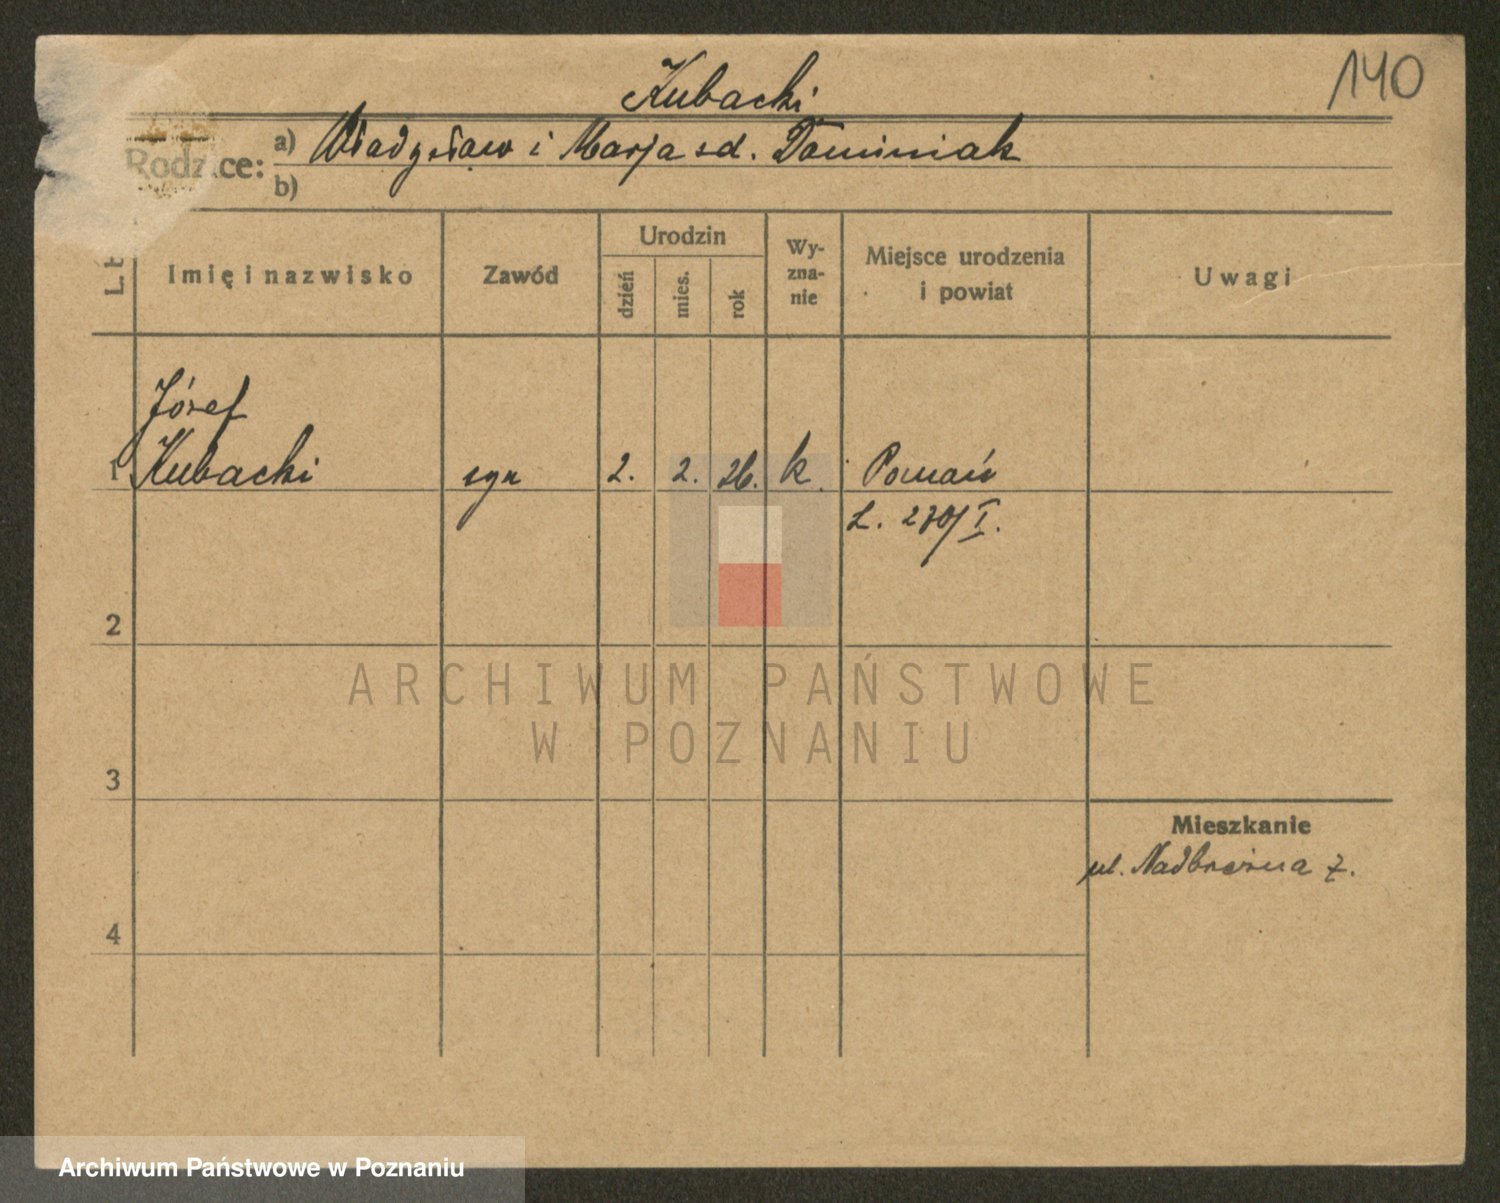 140
Kubacki
Rodzice: a) Władysław i Marja zd. Dominiak
b)
L. b
Imię i nazwisko
Zawód
Urodzin
dzień
mies.
rok
Wy-
zna-
nie
Miejsce urodzenia
i powiat
Uwagi
Józef
1 Kubacki syn 2. 2. 26. k. Poznań
L. 270/I.
2
3
4
Mieszkanie
ul. Nadbrzeżna 7.
ARCHIWUM PAŃSTWOWE
W POZNANIU
Archiwum Państwowe w Poznaniu